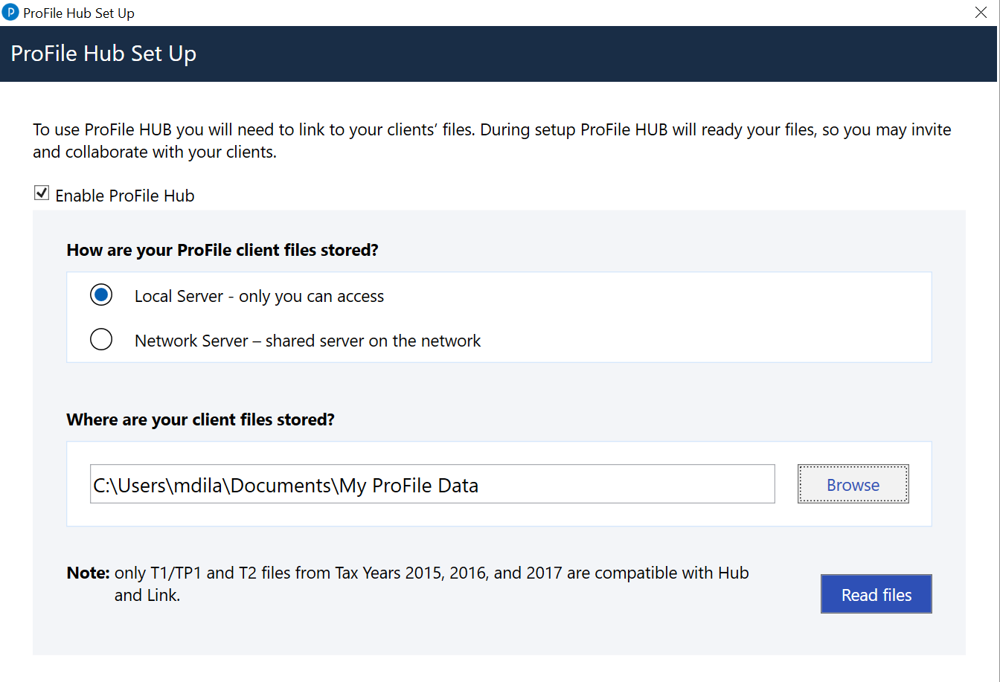 P ProFile Hub Set Up
ProFile Hub Set Up
To use ProFile HUB you will need to link to your clients’ files. During setup ProFile HUB will ready your files, so you may invite
and collaborate with your clients.
Enable ProFile Hub
How are your ProFile client files stored?
Local Server - only you can access
Network Server – shared server on the network
Where are your client files stored?
C:\Users\mdila\Documents\My ProFile Data
Browse
Note: only T1/TP1 and T2 files from Tax Years 2015, 2016, and 2017 are compatible with Hub
and Link.
Read files